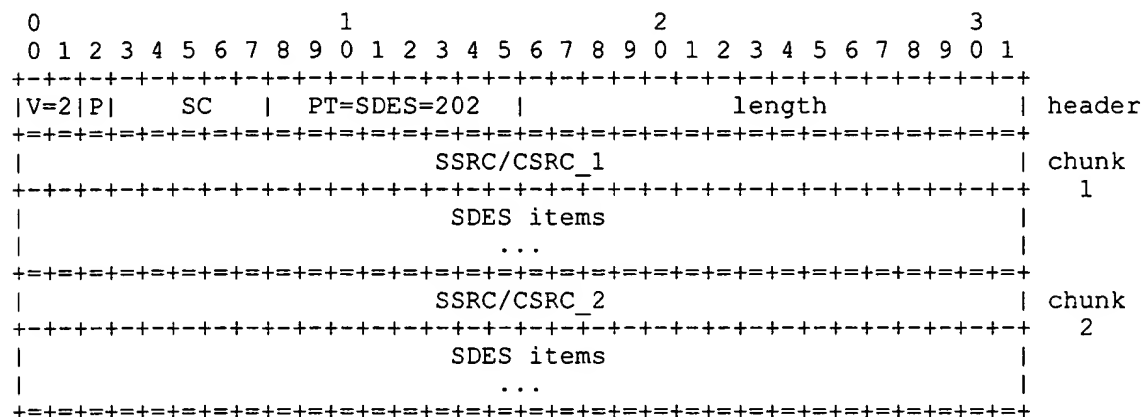 0                   1                   2                   3
 0 1 2 3 4 5 6 7 8 9 0 1 2 3 4 5 6 7 8 9 0 1 2 3 4 5 6 7 8 9 0 1
+-+-+-+-+-+-+-+-+-+-+-+-+-+-+-+-+-+-+-+-+-+-+-+-+-+-+-+-+-+-+-+-+
|V=2|P|    SC   |  PT=SDES=202  |             length            | header
+=+=+=+=+=+=+=+=+=+=+=+=+=+=+=+=+=+=+=+=+=+=+=+=+=+=+=+=+=+=+=+=+
|                          SSRC/CSRC_1                          | chunk
+-+-+-+-+-+-+-+-+-+-+-+-+-+-+-+-+-+-+-+-+-+-+-+-+-+-+-+-+-+-+-+-+   1
|                           SDES items                          |
|                              ...                              |
+=+=+=+=+=+=+=+=+=+=+=+=+=+=+=+=+=+=+=+=+=+=+=+=+=+=+=+=+=+=+=+=+
|                          SSRC/CSRC_2                          | chunk
+-+-+-+-+-+-+-+-+-+-+-+-+-+-+-+-+-+-+-+-+-+-+-+-+-+-+-+-+-+-+-+-+   2
|                           SDES items                          |
|                              ...                              |
+=+=+=+=+=+=+=+=+=+=+=+=+=+=+=+=+=+=+=+=+=+=+=+=+=+=+=+=+=+=+=+=+